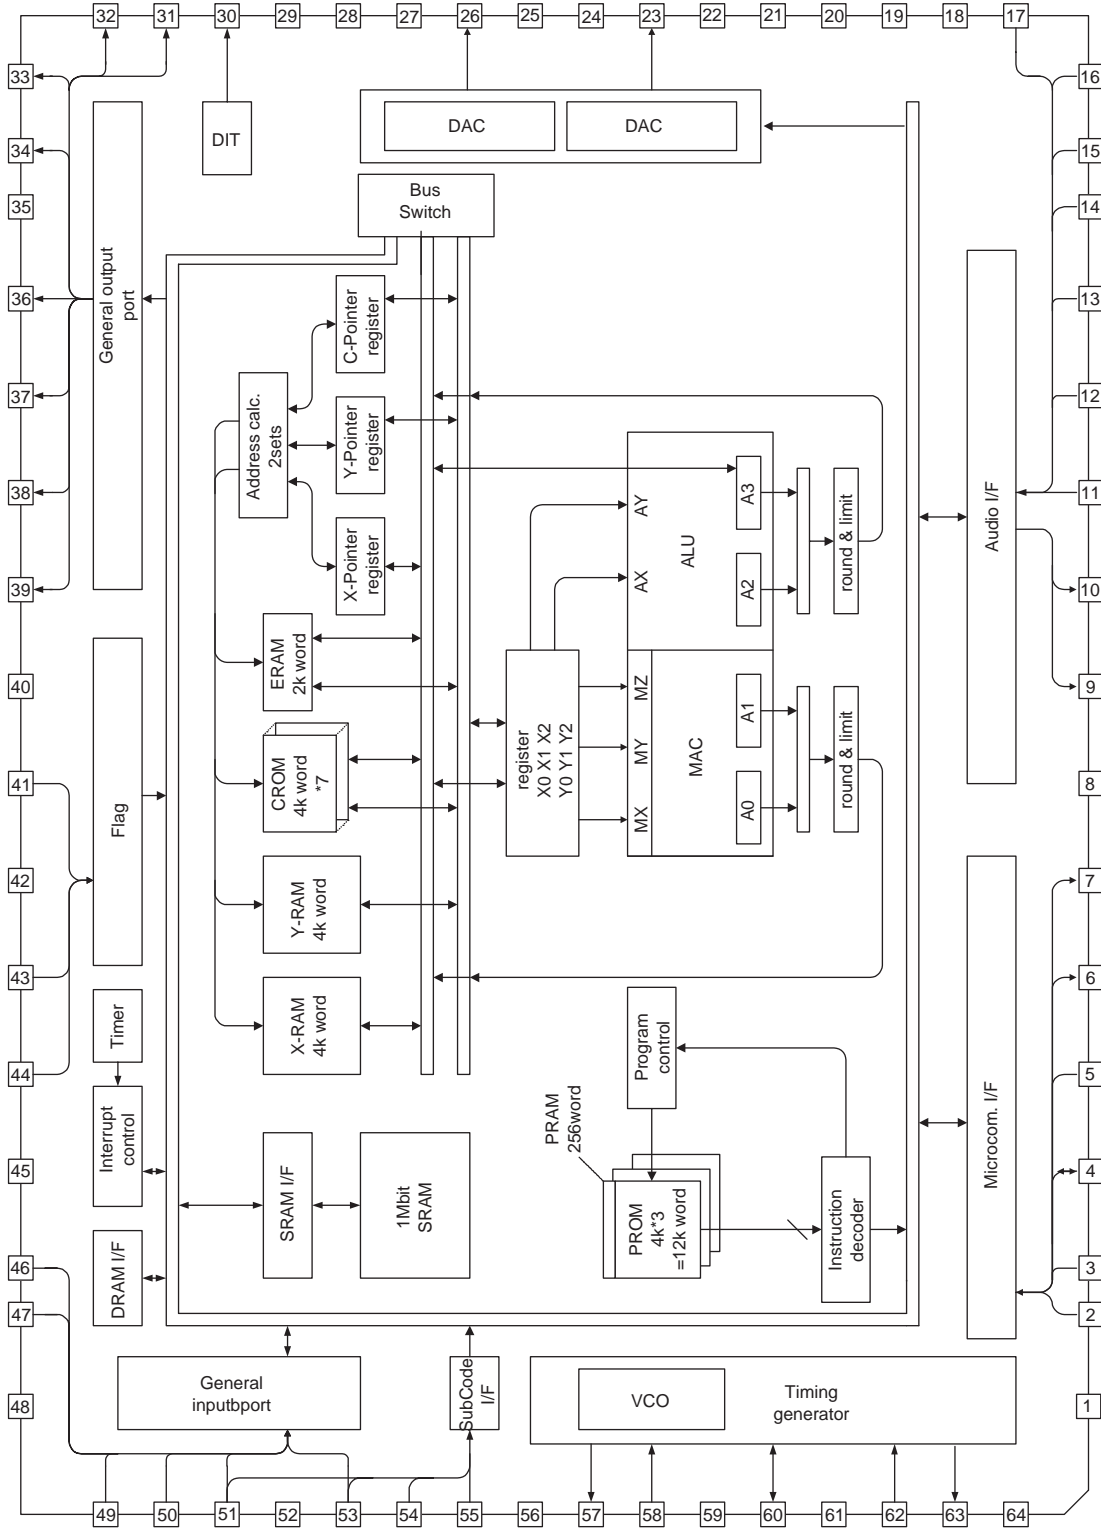 32
31
30
29
28
27
26
25
24
23
22
21
20
19
18
17
33
34
35
36
37
38
39
40
41
42
43
44
45
46
47
48
16
15
14
13
12
11
10
9
8
7
6
5
4
3
2
1
DIT
DAC
DAC
Bus
Switch
General output
port
C-Pointer
register
Address calc.
2sets
Y-Pointer
register
X-Pointer
register
ERAM
2k word
CROM
4k word
*7
Y-RAM
4k word
X-RAM
4k word
Flag
Timer
Interrupt
control
DRAM I/F
SRAM I/F
1Mbit
SRAM
register
X0 X1 X2
Y0 Y1 Y2
AY
AX
ALU
A3
A2
round & limit
MZ
MY
MX
MAC
A1
A0
round & limit
Audio I/F
Microcom. I/F
Program
control
PRAM
256word
PROM
4k*3
=12k word
Instruction
decoder
General
inputbport
SubCode
I/F
VCO
Timing
generator
49
50
51
52
53
54
55
56
57
58
59
60
61
62
63
64